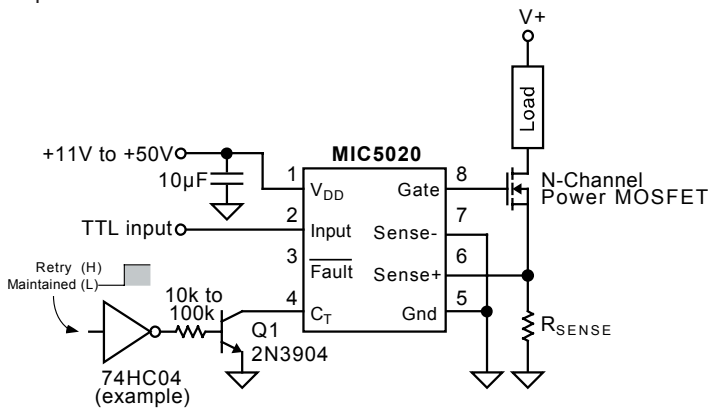 V+
Load
+11V to +50V
MIC5020
10µF
1
VDD
Gate
8
N-Channel
Power MOSFET
TTL input
2
Input
Sense-
7
3
Fault
Sense+
6
Retry (H)
Maintained (L)
10k to
100k
4
CT
Gnd
5
RSENSE
Q1
2N3904
74HC04
(example)